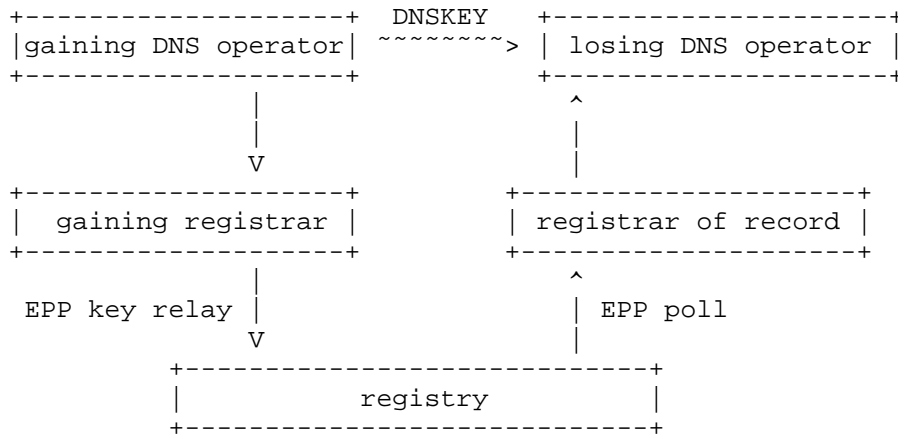 DNSKEY
gaining DNS operator ~~~~~~~~> losing DNS operator
gaining registrar registrar of record
EPP key relay EPP poll
registry